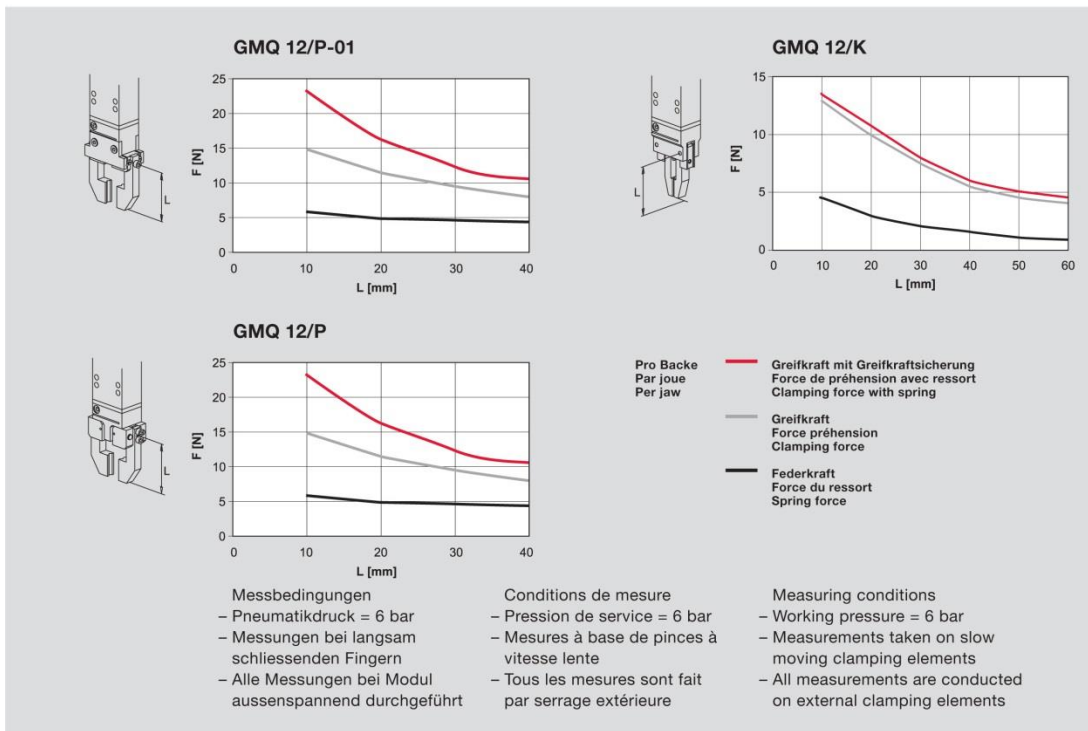 GMQ 12/P-01
F [N]
25
20
15
10
5
0
0 10 20 30 40
L [mm]
L
GMQ 12/K
F [N]
15
10
5
0
0 10 20 30 40 50 60
L [mm]
L
GMQ 12/P
F [N]
25
20
15
10
5
0
0 10 20 30 40
L [mm]
L
Pro Backe
Par joue
Per jaw
Greifkraft mit Greifkraftsicherung
Force de préhension avec ressort
Clamping force with spring
Greifkraft
Force préhension
Clamping force
Federkraft
Force du ressort
Spring force
Messbedingungen
– Pneumatikdruck = 6 bar
– Messungen bei langsam
schliessenden Fingern
– Alle Messungen bei Modul
aussenspannend durchgeführt
Conditions de mesure
– Pression de service = 6 bar
– Mesures à base de pinces à
vitesse lente
– Tous les mesures sont fait
par serrage extérieure
Measuring conditions
– Working pressure = 6 bar
– Measurements taken on slow
moving clamping elements
– All measurements are conducted
on external clamping elements